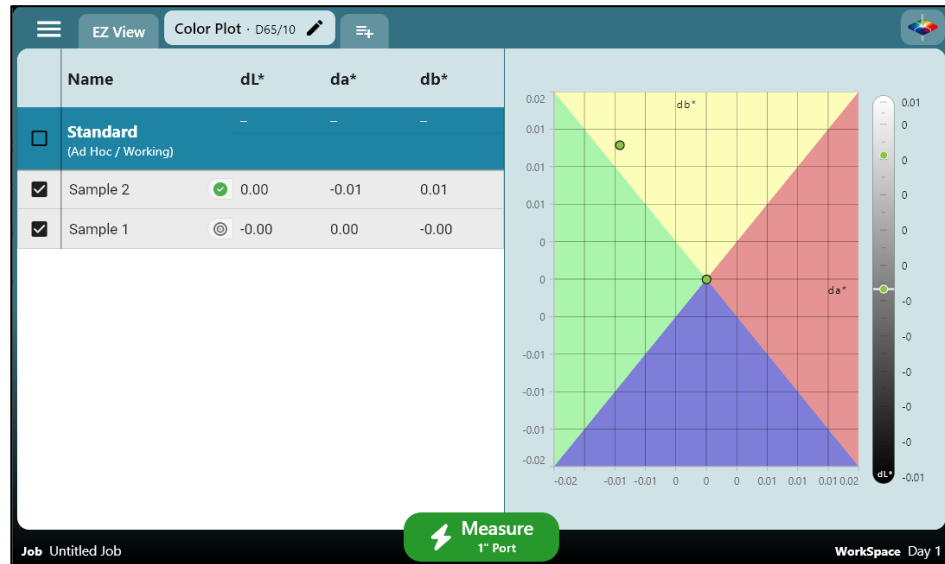 EZ View
Color Plot · D65/10
Name dL* da* db*
Standard – – –
(Ad Hoc / Working)
Sample 2 0.00 -0.01 0.01
Sample 1 -0.00 0.00 -0.00
db*
0.02
0.01
0.01
0.01
0
0
0
-0.01
-0.01
-0.01
-0.02
da*
-0.02 -0.01 -0.01 0 0 0 0.01 0.01 0.01 0.02
0.01
0
0
0
0
0
-0
-0
-0
-0
-0
-0.01
dL*
Measure
1" Port
Job Untitled Job
WorkSpace Day 1